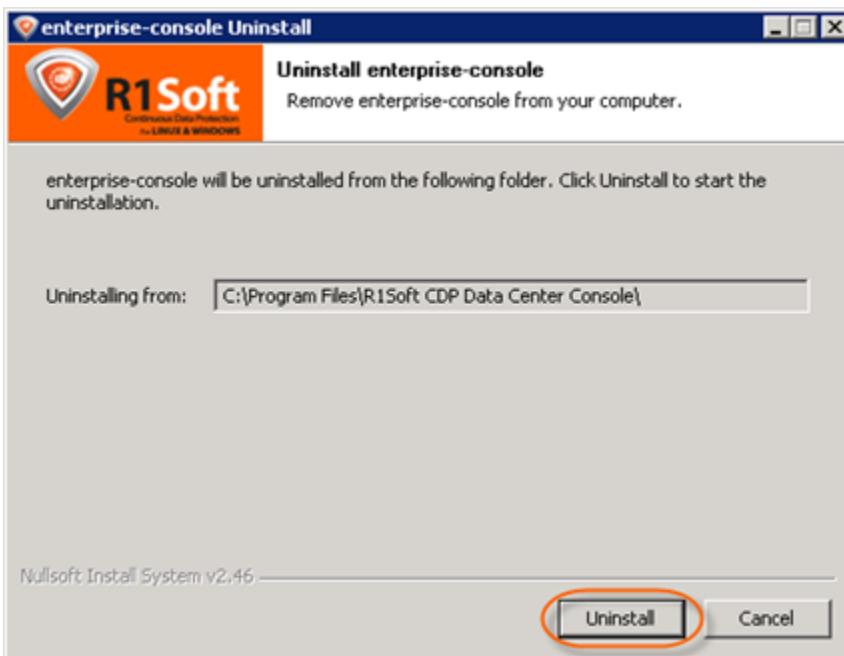 enterprise-console Uninstall
R1Soft
Continuous Data Protection
for LINUX & WINDOWS
Uninstall enterprise-console
Remove enterprise-console from your computer.
enterprise-console will be uninstalled from the following folder. Click Uninstall to start the
uninstallation.
Uninstalling from: C:\Program Files\R1Soft CDP Data Center Console\
Nullsoft Install System v2.46
Uninstall Cancel